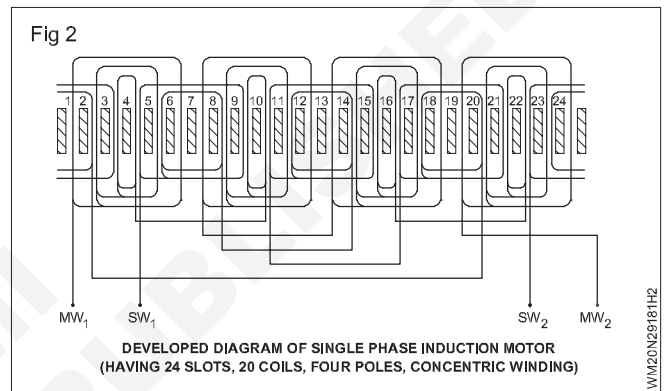 Fig 2
1 2 3 4 5 6 7 8 9 10 11 12 13 14 15 16 17 18 19 20 21 22 23 24
MW1 SW1 SW2 MW2
DEVELOPED DIAGRAM OF SINGLE PHASE INDUCTION MOTOR
(HAVING 24 SLOTS, 20 COILS, FOUR POLES, CONCENTRIC WINDING)
WM20N29181H2